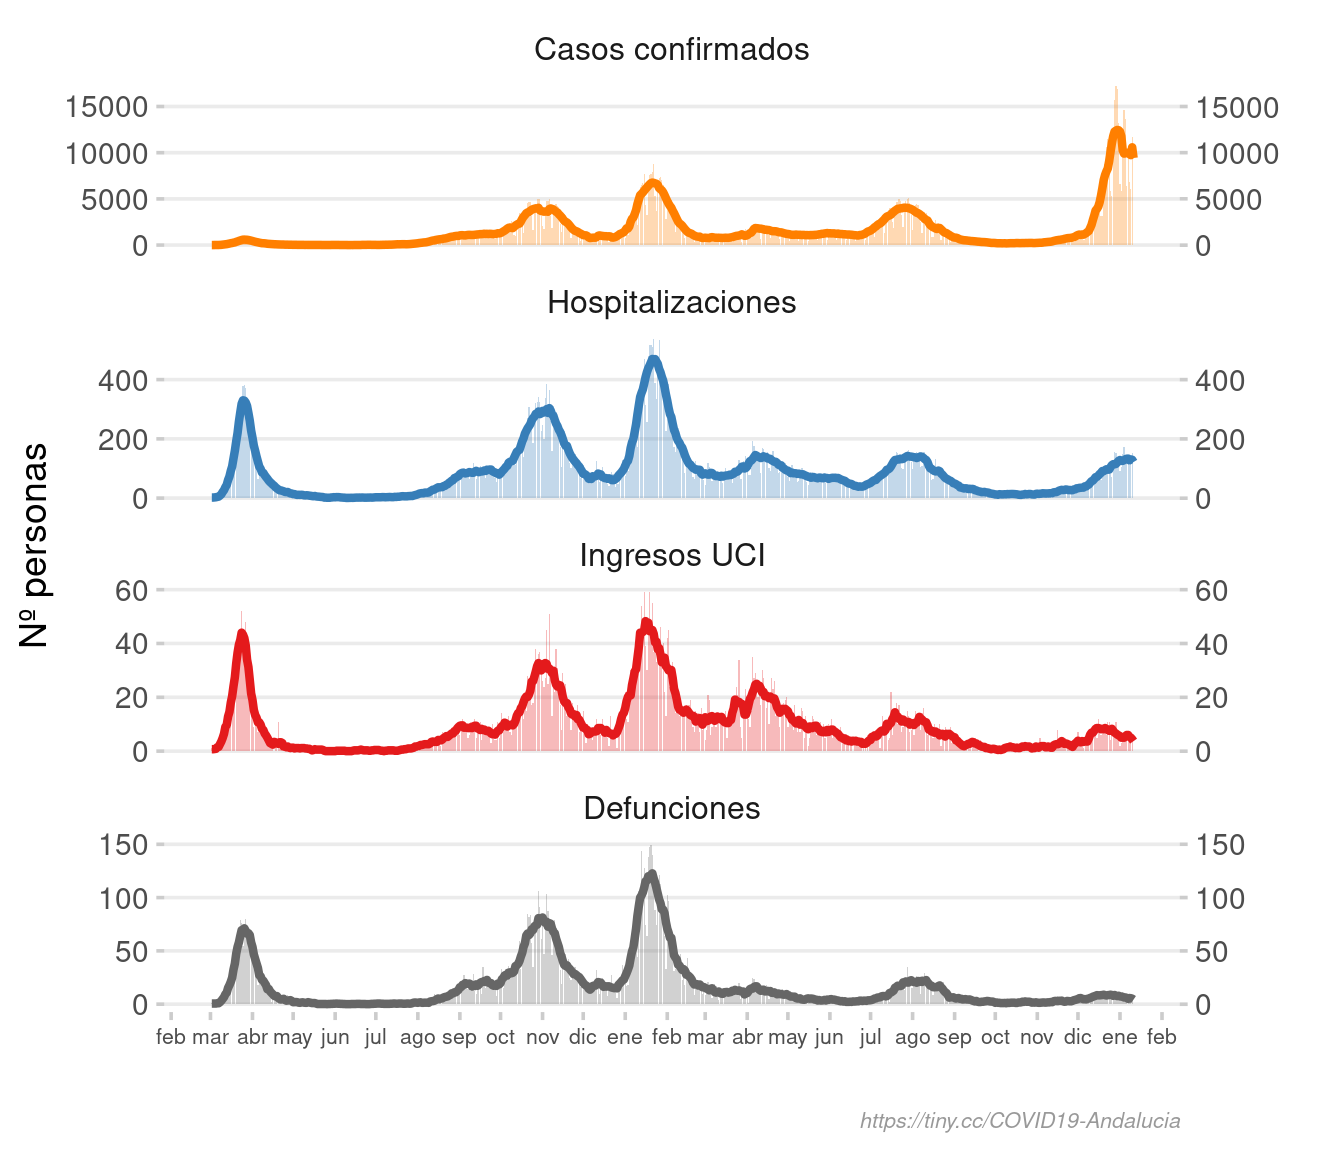 Casos confirmados
15000 15000
10000 10000
5000 5000
0 0
Hospitalizaciones
400 400
200 200
0 0
Nº personas
Ingresos UCI
60 60
40 40
20 20
0 0
Defunciones
150 150
100 100
50 50
0 0
feb mar abr may jun jul ago sep oct nov dic ene feb mar abr may jun jul ago sep oct nov dic ene feb
https://tiny.cc/COVID19-Andalucia